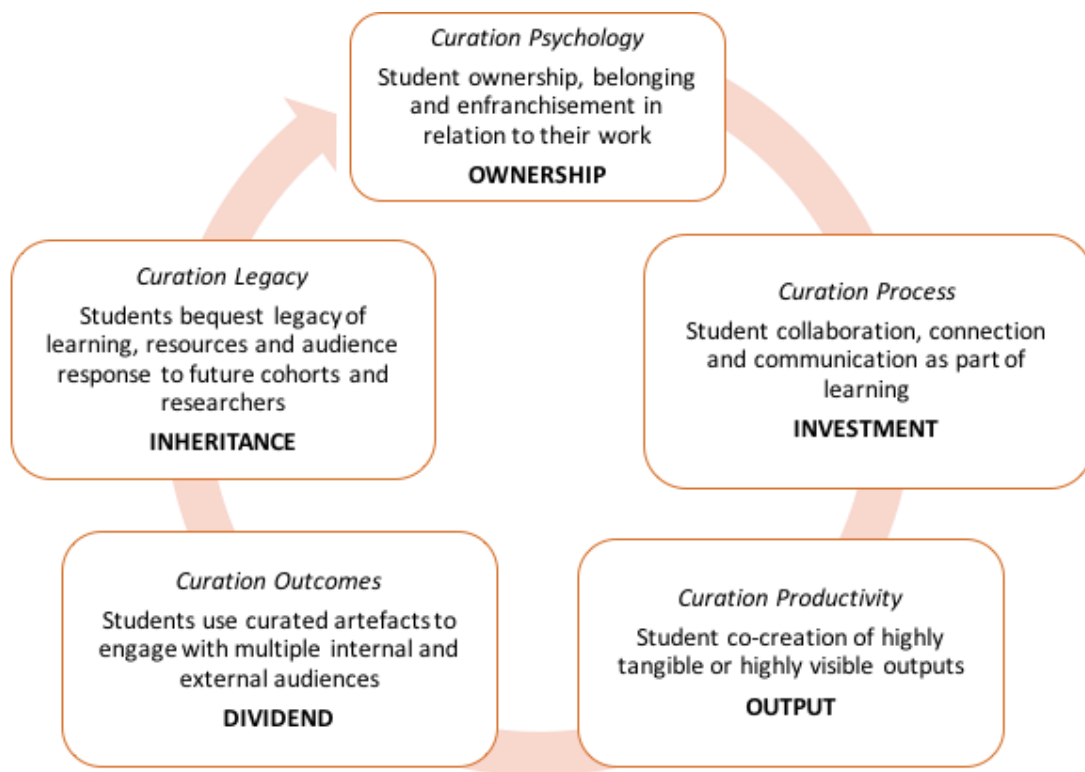 Curation Psychology
Student ownership, belonging
and enfranchisement in
relation to their work
OWNERSHIP
Curation Process
Student collaboration, connection
and communication as part of
learning
INVESTMENT
Curation Productivity
Student co-creation of highly
tangible or highly visible outputs
OUTPUT
Curation Outcomes
Students use curated artefacts to
engage with multiple internal and
external audiences
DIVIDEND
Curation Legacy
Students bequest legacy of
learning, resources and audience
response to future cohorts and
researchers
INHERITANCE